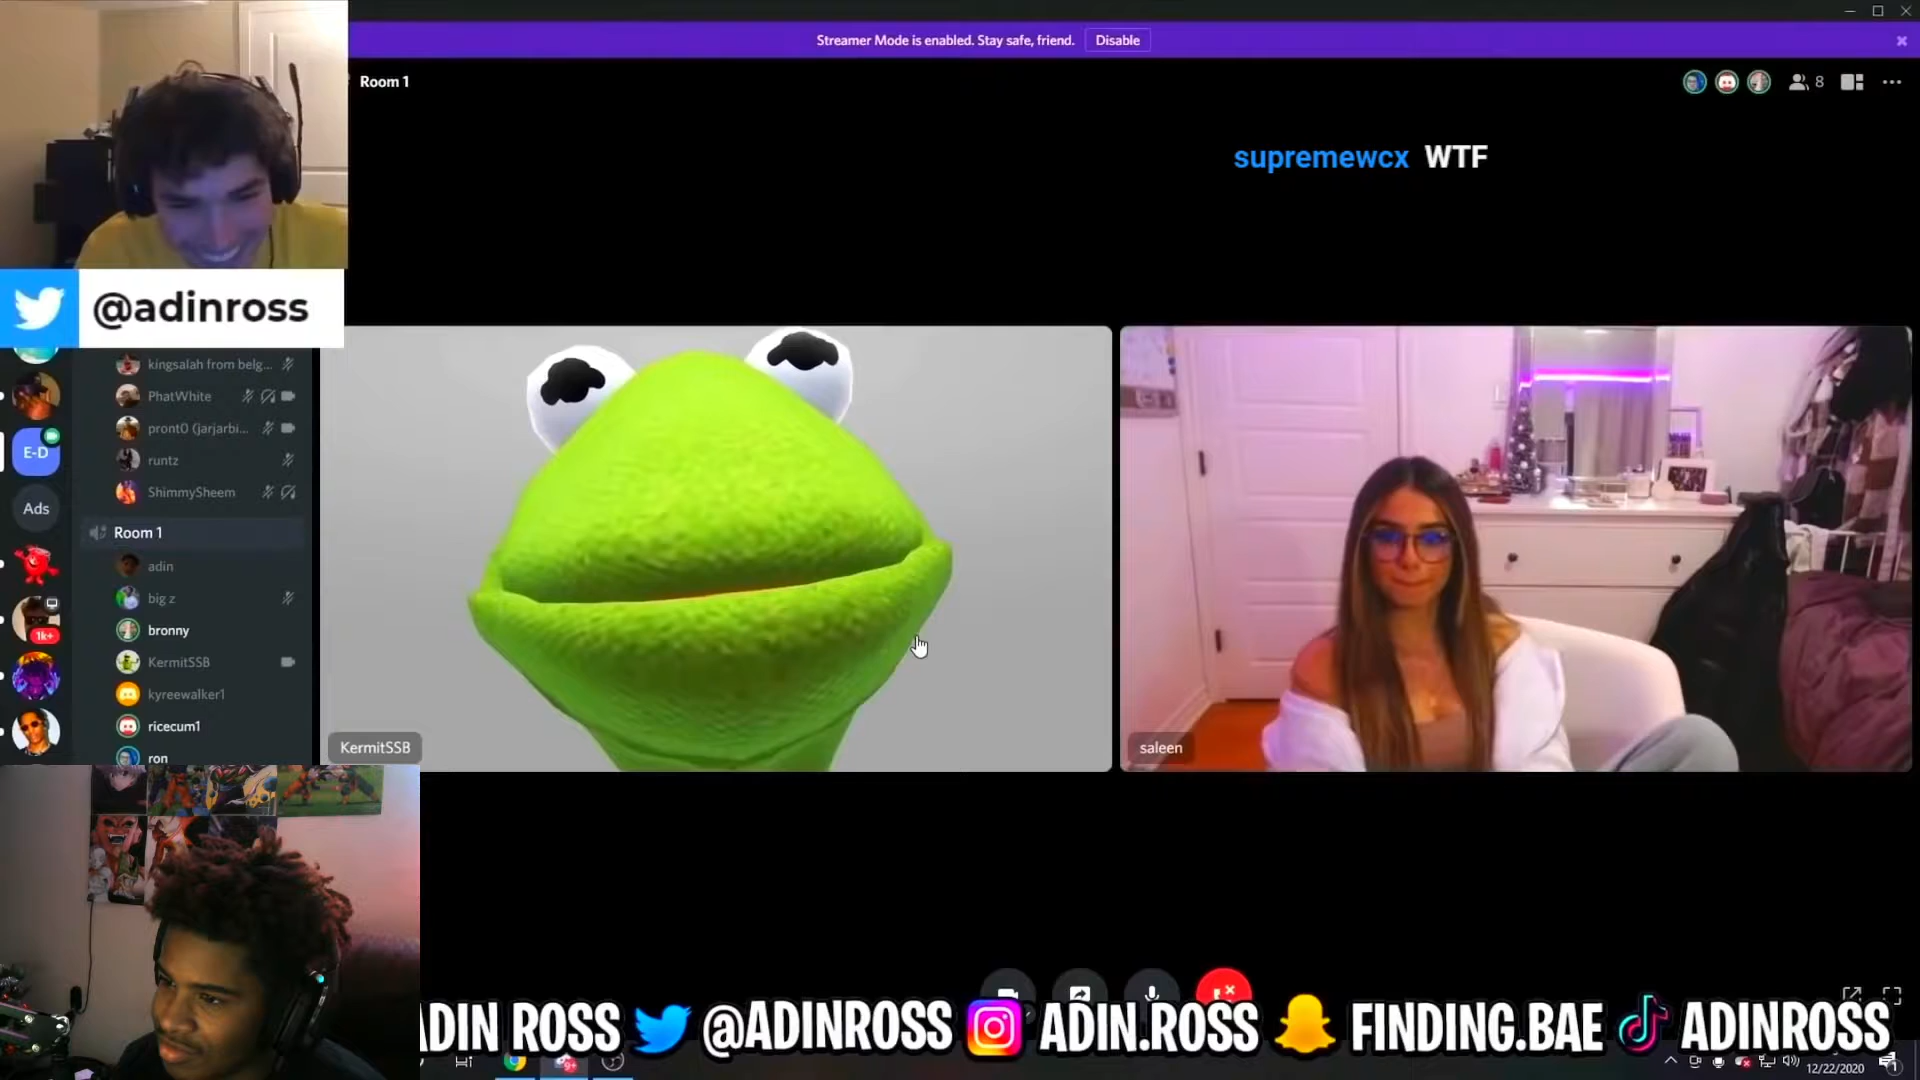 Streamer Mode is enabled. Stay safe, friend. Disable
Room 1
8
supremewcx WTF
@adinross
kingsalah from belg...
PhatWhite
E-D
pront0 (jarjarbi...
runtz
Ads
ShimmySheem
Room 1
adin
big z
1k+
bronny
KermitSSB
kyreewalker1
ricecum1
ron
KermitSSB
saleen
ADIN ROSS @ADINROSS ADIN.ROSS FINDING.BAE ADINROSS
12/22/2020